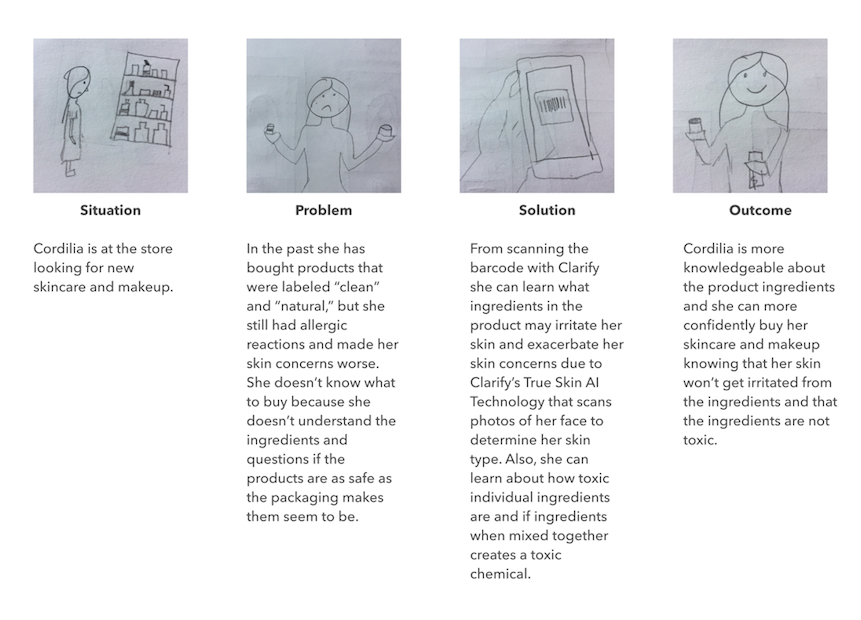 Situation
Cordilia is at the store
looking for new
skincare and makeup.
Problem
In the past she has
bought products that
were labeled “clean”
and “natural,” but she
still had allergic
reactions and made her
skin concerns worse.
She doesn’t know what
to buy because she
doesn’t understand the
ingredients and
questions if the
products are as safe as
the packaging makes
them seem to be.
Solution
From scanning the
barcode with Clarify
she can learn what
ingredients in the
product may irritate her
skin and exacerbate her
skin concerns due to
Clarify’s True Skin AI
Technology that scans
photos of her face to
determine her skin
type. Also, she can
learn about how toxic
individual ingredients
are and if ingredients
when mixed together
creates a toxic
chemical.
Outcome
Cordilia is more
knowledgeable about
the product ingredients
and she can more
confidently buy her
skincare and makeup
knowing that her skin
won’t get irritated from
the ingredients and that
the ingredients are not
toxic.